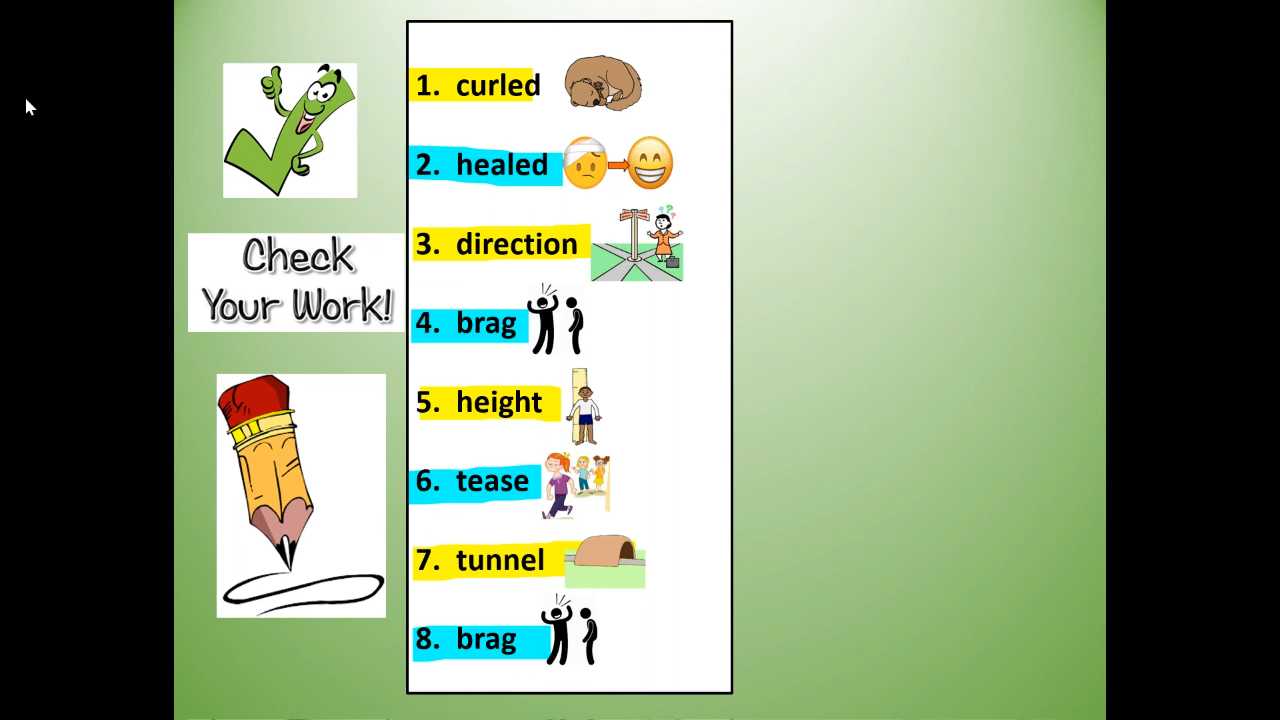 Check
Your Work!
1. curled
2. healed
3. direction
4. brag
5. height
6. tease
7. tunnel
8. brag